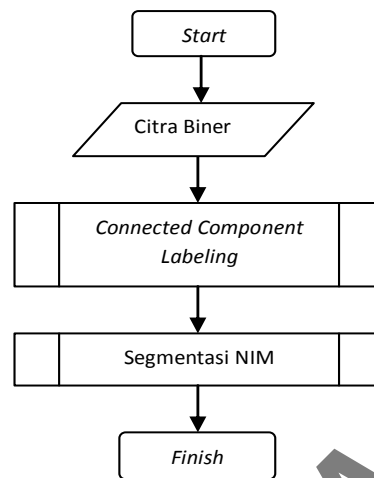 Start
Citra Biner
Connected Component
Labeling
Segmentasi NIM
Finish